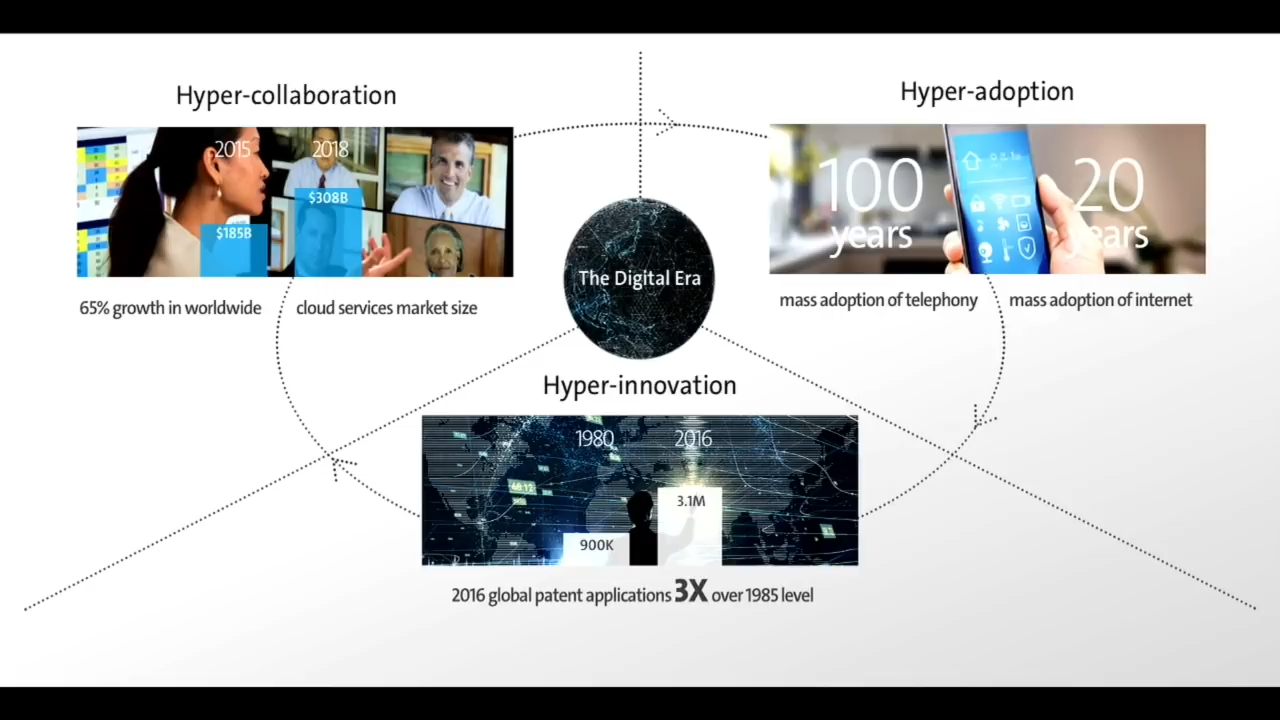 Hyper-collaboration
2015
2018
$308B
$185B
65% growth in worldwide
cloud services market size
Hyper-adoption
100
years
20
years
mass adoption of telephony
mass adoption of internet
The Digital Era
Hyper-innovation
1980
2016
3.1M
900K
2016 global patent applications 3X over 1985 level